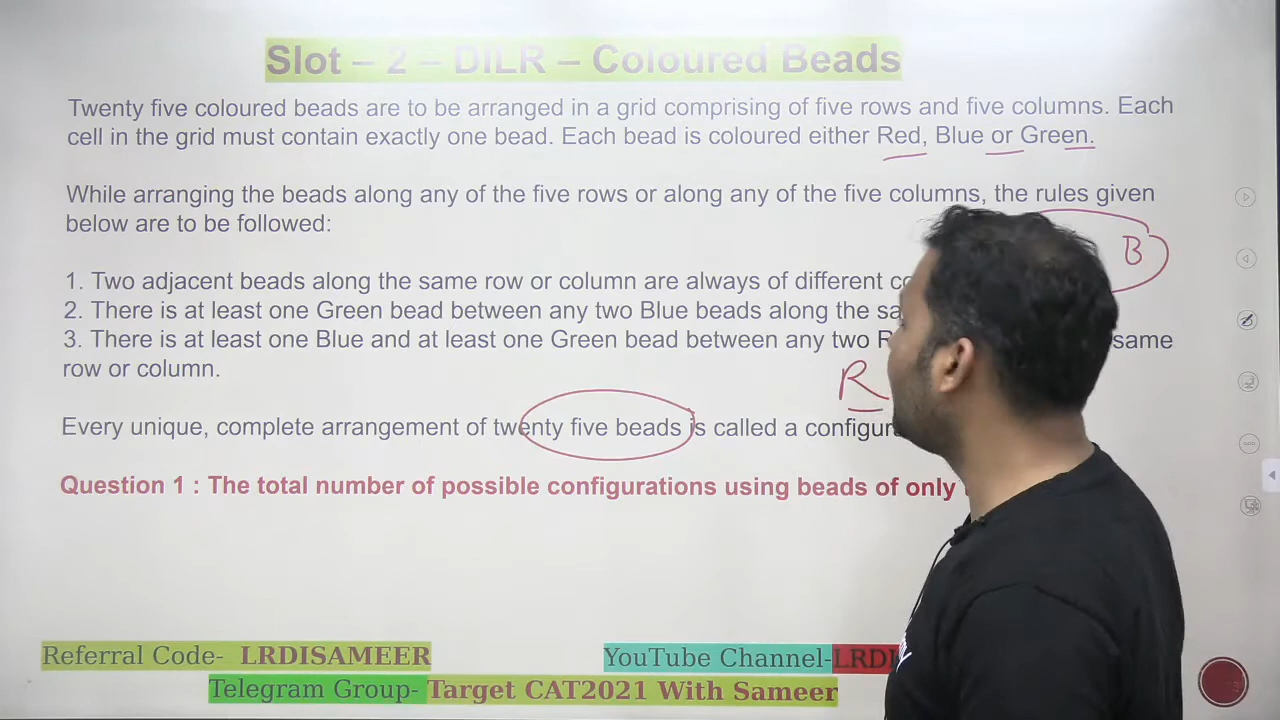 Slot – 2 – DILR – Coloured Beads
Twenty five coloured beads are to be arranged in a grid comprising of five rows and five columns. Each
cell in the grid must contain exactly one bead. Each bead is coloured either Red, Blue or Green.
While arranging the beads along any of the five rows or along any of the five columns, the rules given
below are to be followed:
B
1. Two adjacent beads along the same row or column are always of different
2. There is at least one Green bead between any two Blue beads along the
3. There is at least one Blue and at least one Green bead between any two same
row or column.
R
Every unique, complete arrangement of twenty five beads is called a
Question 1 : The total number of possible configurations using beads of only
Referral Code- LRDISAMEER
YouTube Channel-LRDI
Telegram Group- Target CAT2021 With Sameer